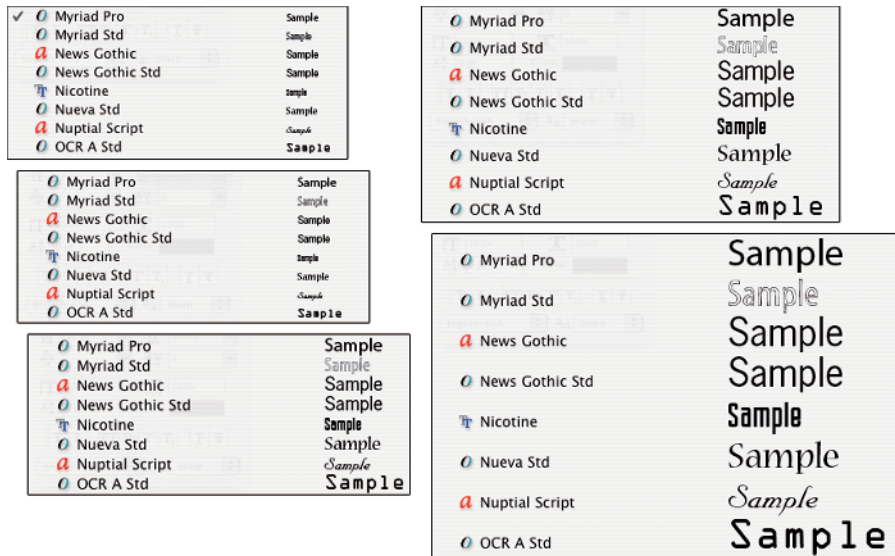 ✓ O Myriad Pro Sample
O Myriad Std Sample
a News Gothic Sample
O News Gothic Std Sample
Tr Nicotine Sample
O Nueva Std Sample
a Nuptial Script Sample
O OCR A Std Sample
O Myriad Pro Sample
O Myriad Std Sample
a News Gothic Sample
O News Gothic Std Sample
Tr Nicotine Sample
O Nueva Std Sample
a Nuptial Script Sample
O OCR A Std Sample
O Myriad Pro Sample
O Myriad Std Sample
a News Gothic Sample
O News Gothic Std Sample
Tr Nicotine Sample
O Nueva Std Sample
a Nuptial Script Sample
O OCR A Std Sample
O Myriad Pro Sample
O Myriad Std Sample
a News Gothic Sample
O News Gothic Std Sample
Tr Nicotine Sample
O Nueva Std Sample
a Nuptial Script Sample
O OCR A Std Sample
O Myriad Pro Sample
O Myriad Std Sample
a News Gothic Sample
O News Gothic Std Sample
Tr Nicotine Sample
O Nueva Std Sample
a Nuptial Script Sample
O OCR A Std Sample